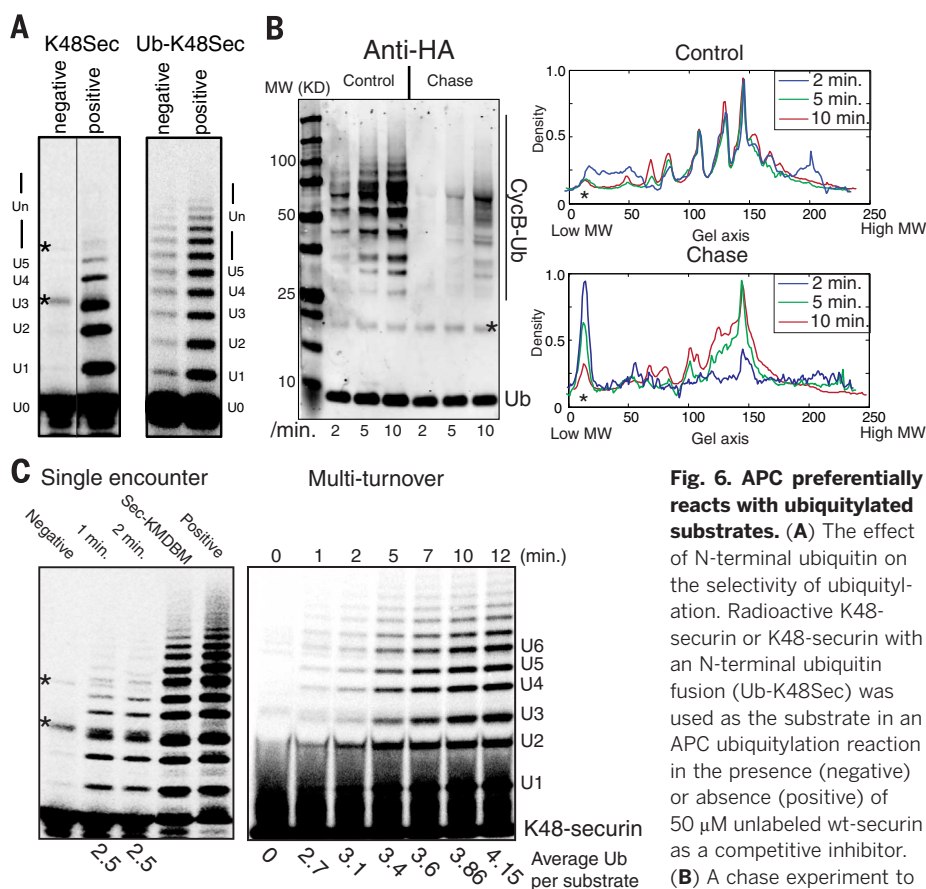 A
K48Sec
Ub-K48Sec
negative
positive
negative
positive
Un
U5
U4
U3
U2
U1
U0
*
*
Un
U5
U4
U3
U2
U1
U0
B
Anti-HA
MW (KD)
Control
Chase
100
50
25
10
CycB-Ub
*
Ub
/min.
2
5
10
2
5
10
Control
Density
1.0
0.5
0
2 min.
5 min.
10 min.
*
0
50
100
150
200
250
Low MW
Gel axis
High MW
Chase
Density
1.0
0.5
0
2 min.
5 min.
10 min.
*
0
50
100
150
200
250
Low MW
Gel axis
High MW
C
Single encounter
Negative
1 min.
2 min.
Sec-KMDBM
Positive
*
*
2.5
2.5
Multi-turnover
0 1 2 5 7 10 12 (min.)
U6
U5
U4
U3
U2
U1
K48-securin
0 2.7 3.1 3.4 3.6 3.86 4.15
Average Ub
per substrate
Fig. 6. APC preferentially
reacts with ubiquitylated
substrates. (A) The effect
of N-terminal ubiquitin on
the selectivity of ubiquityl-
ation. Radioactive K48-
securin or K48-securin with
an N-terminal ubiquitin
fusion (Ub-K48Sec) was
used as the substrate in an
APC ubiquitylation reaction
in the presence (negative)
or absence (positive) of
50 μM unlabeled wt-securin
as a competitive inhibitor.
(B) A chase experiment to